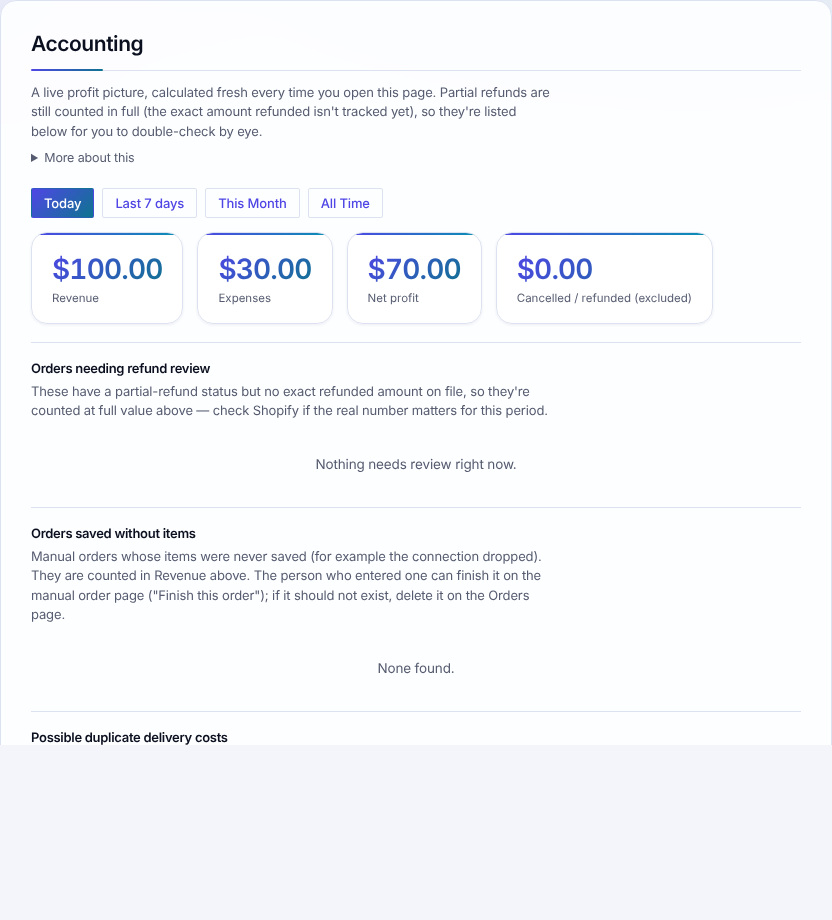 Accounting
A live profit picture, calculated fresh every time you open this page. Partial refunds are
still counted in full (the exact amount refunded isn't tracked yet), so they're listed
below for you to double-check by eye.
More about this
Today Last 7 days This Month All Time
$100.00 $30.00 $70.00 $0.00
Revenue Expenses Net profit Cancelled / refunded (excluded)
Orders needing refund review
These have a partial-refund status but no exact refunded amount on file, so they're
counted at full value above — check Shopify if the real number matters for this period.
Nothing needs review right now.
Orders saved without items
Manual orders whose items were never saved (for example the connection dropped).
They are counted in Revenue above. The person who entered one can finish it on the
manual order page ("Finish this order"); if it should not exist, delete it on the Orders
page.
None found.
Possible duplicate delivery costs